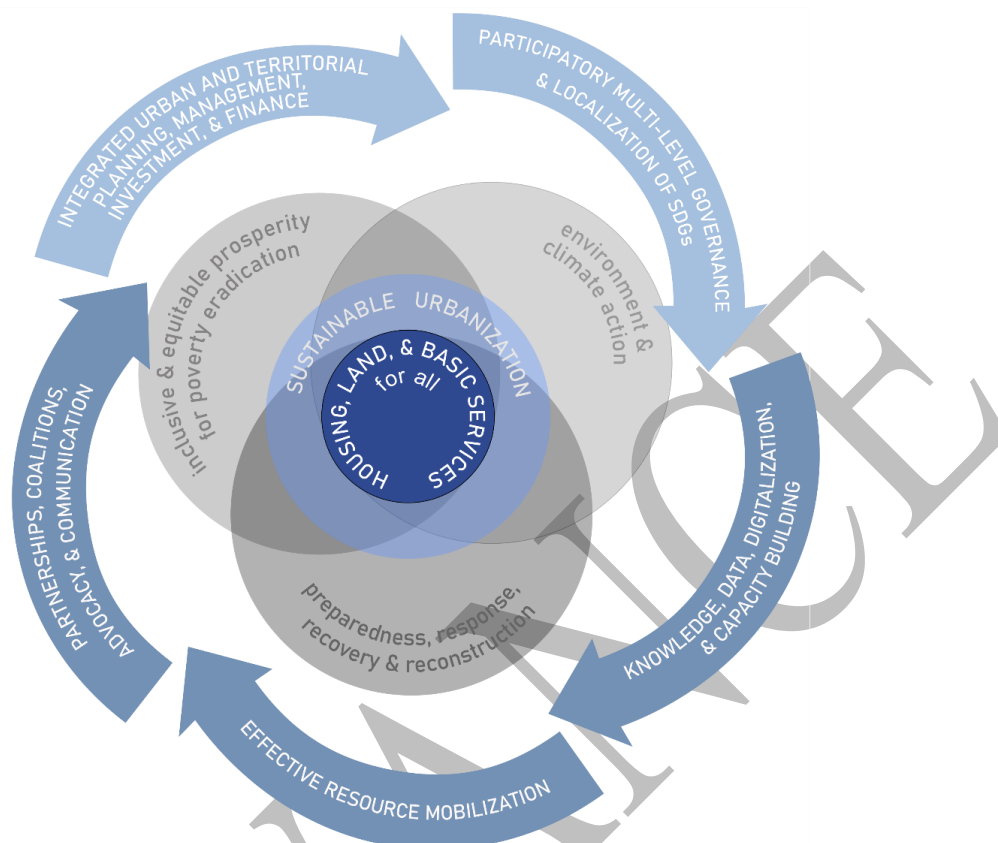 INTEGRATED URBAN AND TERRITORIAL
PLANNING, MANAGEMENT,
INVESTMENT, & FINANCE
PARTICIPATORY MULTI-LEVEL GOVERNANCE
& LOCALIZATION OF SDGs
KNOWLEDGE, DATA, DIGITALIZATION,
& CAPACITY BUILDING
EFFECTIVE RESOURCE MOBILIZATION
PARTNERSHIPS, COALITIONS,
ADVOCACY, & COMMUNICATION
inclusive & equitable prosperity
for poverty eradication
environment &
climate action
preparedness, response,
recovery & reconstruction
SUSTAINABLE URBANIZATION
HOUSING, LAND, & BASIC SERVICES
for all